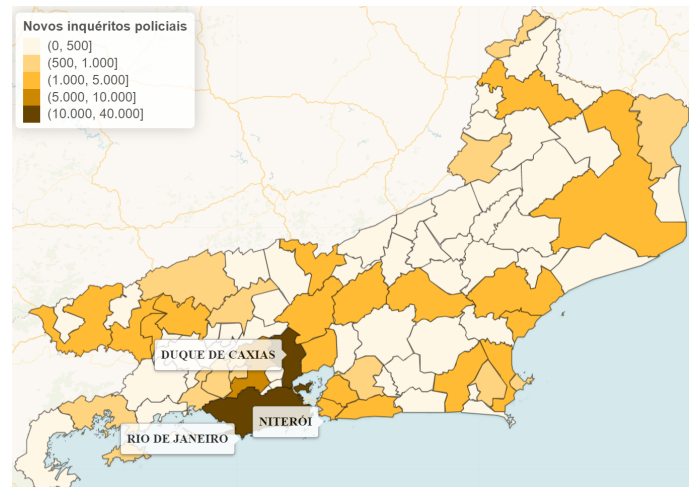 Novos inquéritos policiais
(0, 500]
(500, 1.000]
(1.000, 5.000]
(5.000, 10.000]
(10.000, 40.000]
DUQUE DE CAXIAS
NITERÓI
RIO DE JANEIRO